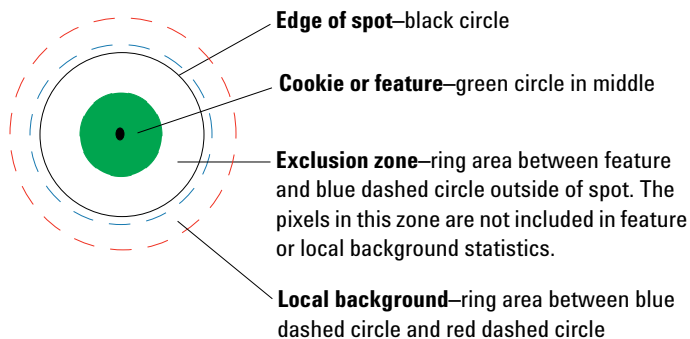 Edge of spot–black circle
Cookie or feature–green circle in middle
Exclusion zone–ring area between feature
and blue dashed circle outside of spot. The
pixels in this zone are not included in feature
or local background statistics.
Local background–ring area between blue
dashed circle and red dashed circle